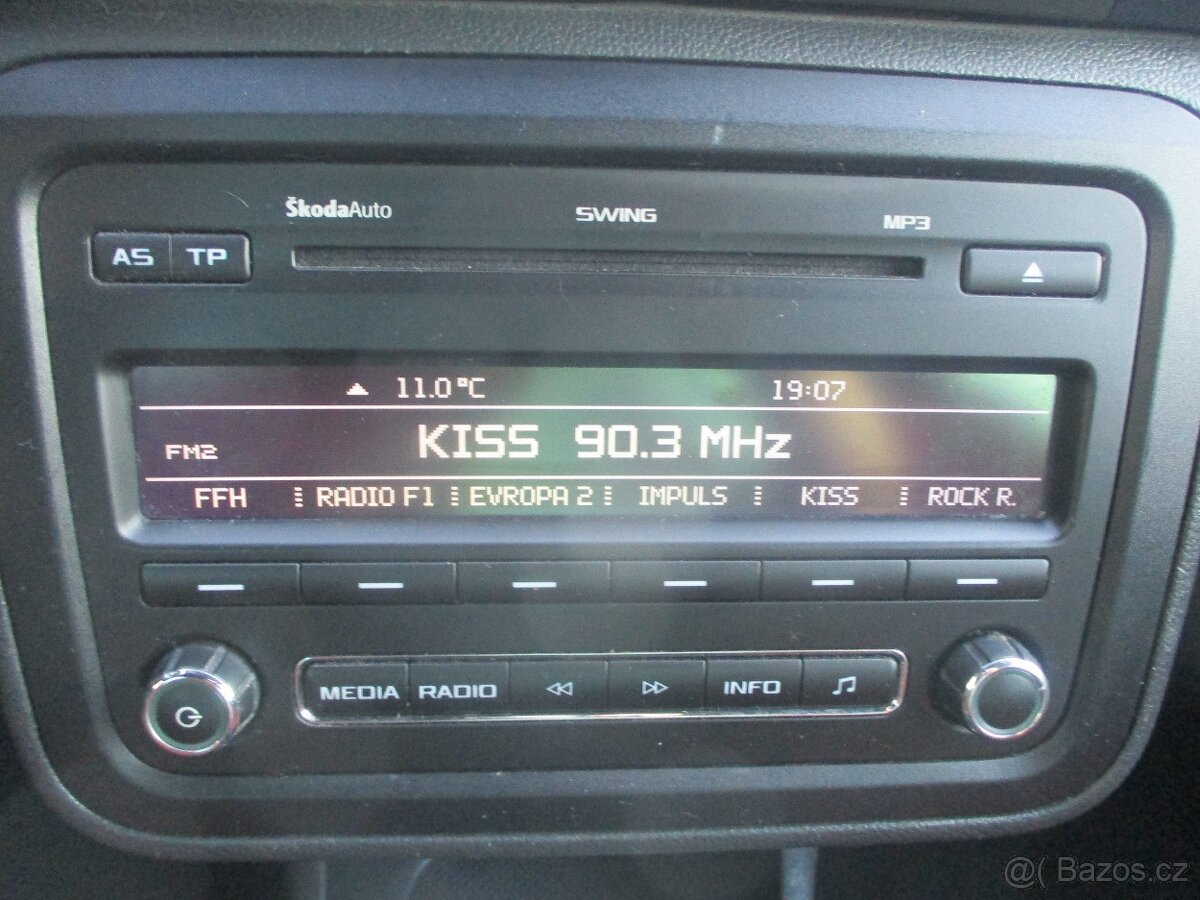 ŠkodaAuto SWING MP3
AS TP
11.0°C 19:07
FM2 KISS 90.3 MHz
FFH RADIO F1 EVROPA 2 IMPULS KISS ROCK R.
MEDIA RADIO INFO
@( Bazos.cz